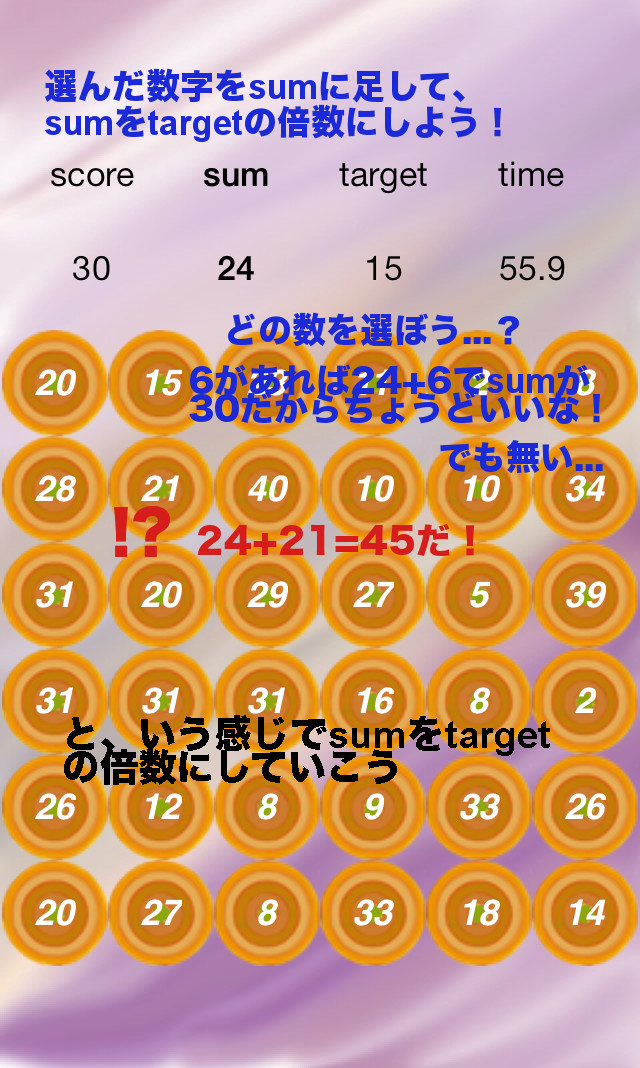 選んだ数字をsumに足して、
sumをtargetの倍数にしよう！
score sum target time
30 24 15 55.9
どの数を選ぼう...？
20 15
6があれば24+6でsumが
30だからちょうどいいな！
でも無い...
28 21 40 10 10 34
!? 24+21=45だ！
31 20 29 27 5 39
31 31 31 16 8 2
と、いう感じでsumをtarget
の倍数にしていこう
26 12 8 9 33 26
20 27 8 33 18 14